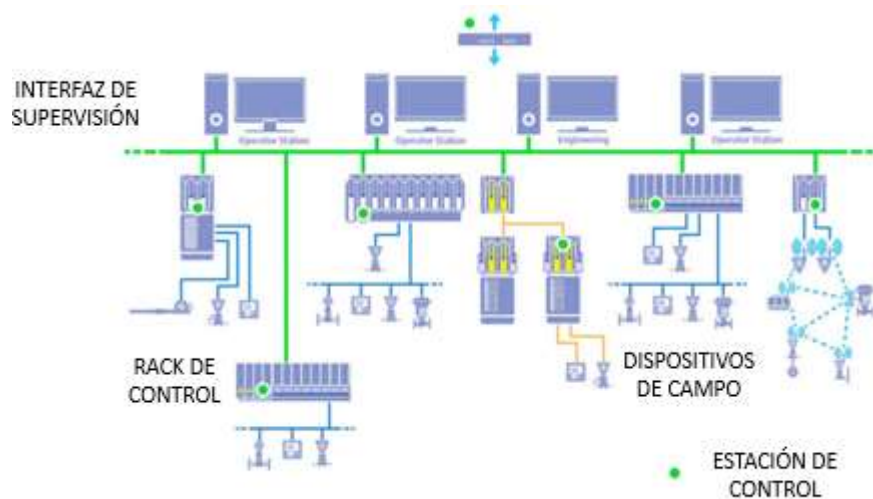 INTERFAZ DE
SUPERVISIÓN
Operator Station
Operator Station
Engineering
Operator Station
RACK DE
CONTROL
DISPOSITIVOS
DE CAMPO
ESTACIÓN DE
CONTROL